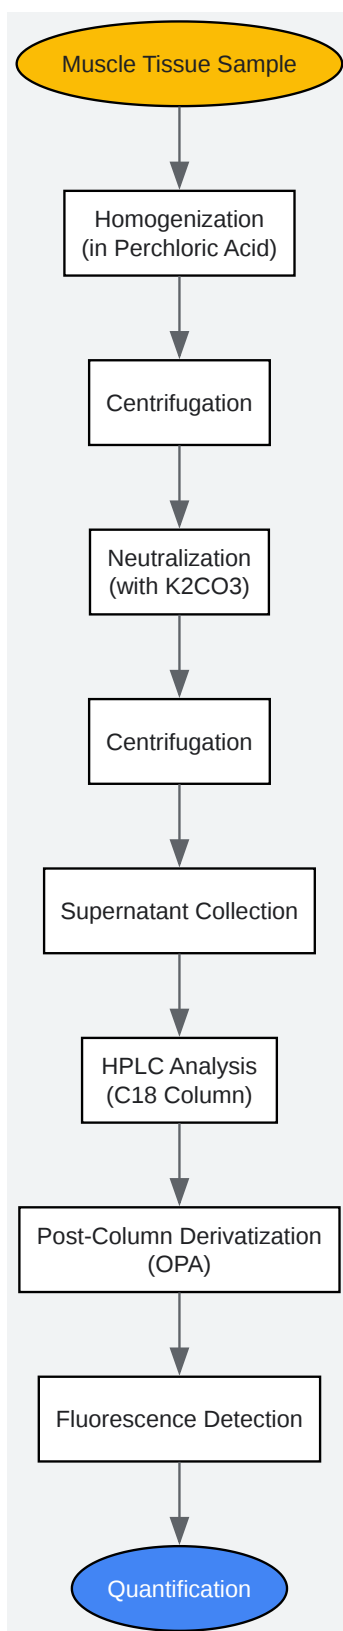 Muscle Tissue Sample
Homogenization
(in Perchloric Acid)
Centrifugation
Neutralization
(with K2CO3)
Centrifugation
Supernatant Collection
HPLC Analysis
(C18 Column)
Post-Column Derivatization
(OPA)
Fluorescence Detection
Quantification